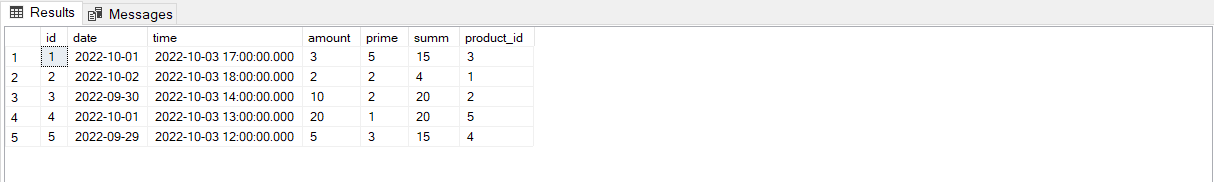 Results Messages
id date time amount prime summ product_id
1 1 2022-10-01 2022-10-03 17:00:00.000 3 5 15 3
2 2 2022-10-02 2022-10-03 18:00:00.000 2 2 4 1
3 3 2022-09-30 2022-10-03 14:00:00.000 10 2 20 2
4 4 2022-10-01 2022-10-03 13:00:00.000 20 1 20 5
5 5 2022-09-29 2022-10-03 12:00:00.000 5 3 15 4